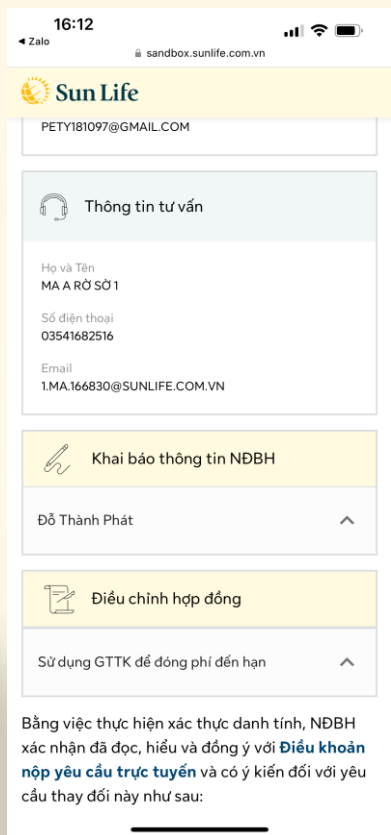 16:12
◀ Zalo
sandbox.sunlife.com.vn
Sun Life
PETY181097@GMAIL.COM
Thông tin tư vấn
Họ và Tên
MA A RỜ SỜ 1
Số điện thoại
03541682516
Email
1.MA.166830@SUNLIFE.COM.VN
Khai báo thông tin NĐBH
Đỗ Thành Phát
Điều chỉnh hợp đồng
Sử dụng GTTK để đóng phí đến hạn
Bằng việc thực hiện xác thực danh tính, NĐBH
xác nhận đã đọc, hiểu và đồng ý với Điều khoản
nộp yêu cầu trực tuyến và có ý kiến đối với yêu
cầu thay đổi này như sau: